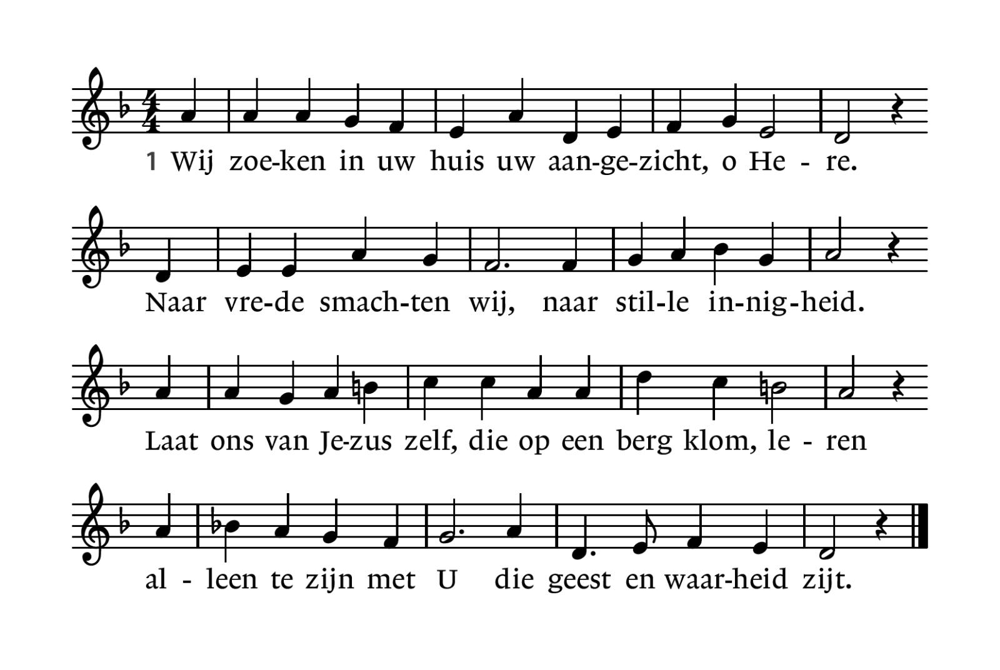 1 Wij zoe-ken in uw huis uw aan-ge-zicht, o He - re.
Naar vre-de smach-ten wij, naar stil-le in-nig-heid.
Laat ons van Je-zus zelf, die op een berg klom, le - ren
al - leen te zijn met U die geest en waar-heid zijt.